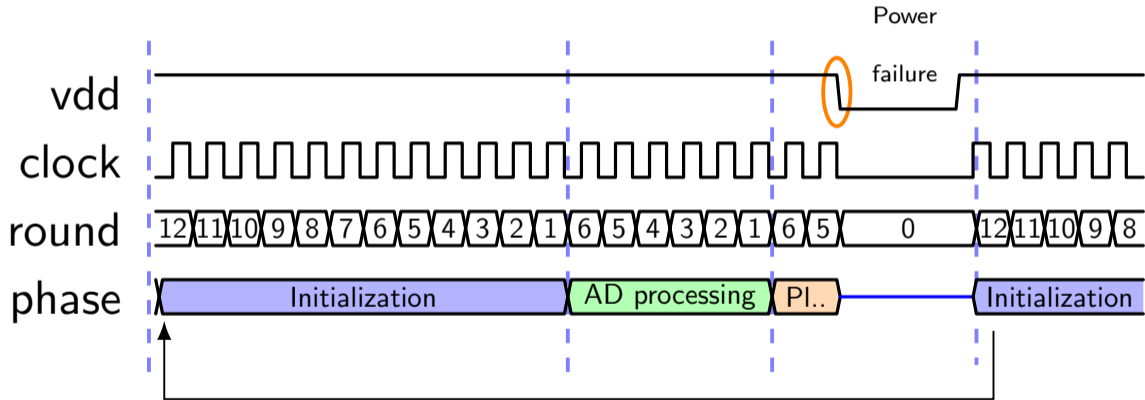 Power
vdd failure
clock
round 12 11 10 9 8 7 6 5 4 3 2 1 6 5 4 3 2 1 6 5 0 12 11 10 9 8
phase Initialization AD processing Pl.. Initialization